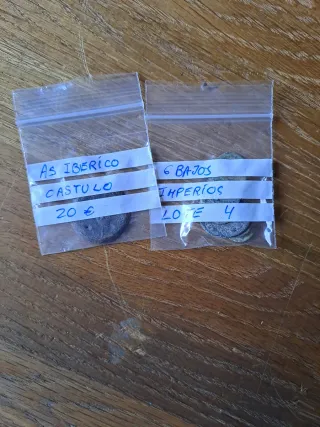 AS IBERICO
CASTULO
20 €
6 BAJOS
IMPERIOS
LOTE 4